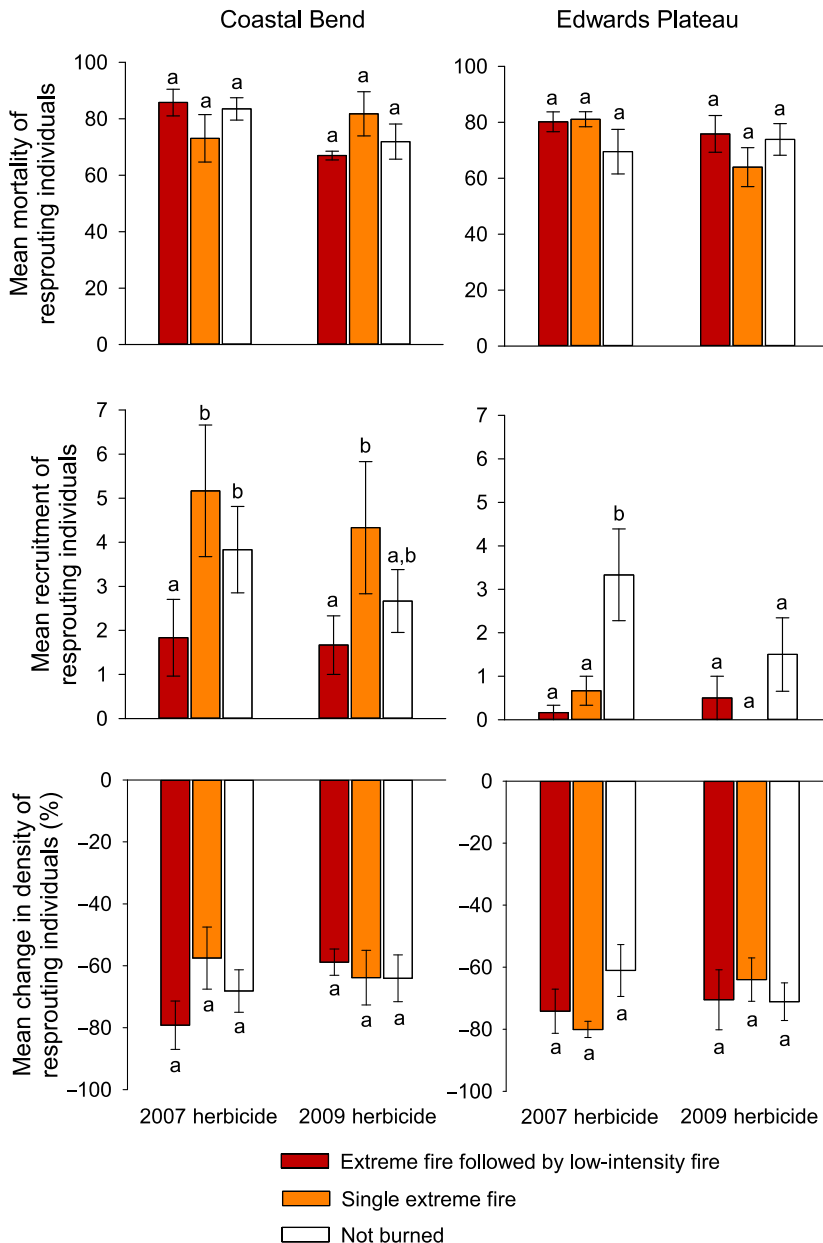 Coastal Bend
Edwards Plateau
Mean mortality of
resprouting individuals
100
80
60
40
20
0
a
a
a
a
a
a
100
80
60
40
20
0
a
a
a
a
a
a
Mean recruitment of
resprouting individuals
7
6
5
4
3
2
1
0
a
b
b
a
b
a,b
7
6
5
4
3
2
1
0
a
a
b
a
a
a
Mean change in density of
resprouting individuals (%)
0
–20
–40
–60
–80
–100
a
a
a
a
a
a
0
–20
–40
–60
–80
–100
a
a
a
a
a
a
2007 herbicide
2009 herbicide
2007 herbicide
2009 herbicide
Extreme fire followed by low-intensity fire
Single extreme fire
Not burned